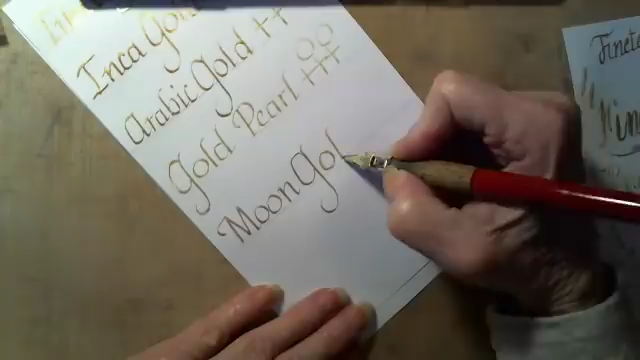 Inca Gold
Arabic Gold ++
Gold Pearl +++
Moon Gol